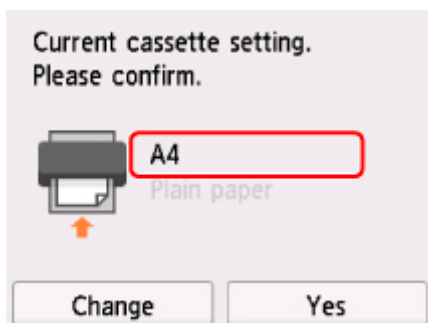 Current cassette setting.
Please confirm.
A4
Plain paper
Change
Yes